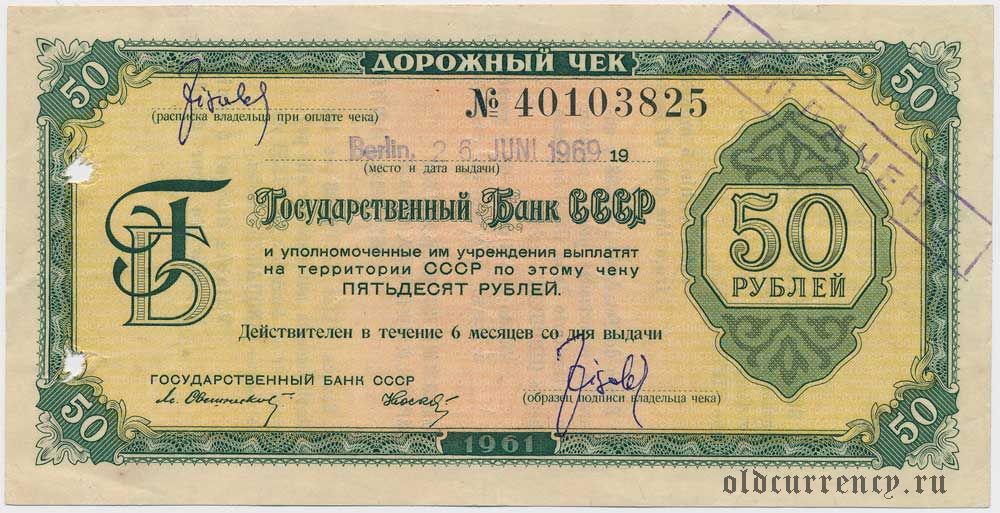 50 ДОРОЖНЫЙ ЧЕК 50
№ 40103825
(расписка владельца при оплате чека)
Berlin, 26. JUNI 1969 19
(место и дата выдачи)
ГБ Государственный Банк СССР
и уполномоченные им учреждения выплатят
на территории СССР по этому чеку
ПЯТЬДЕСЯТ РУБЛЕЙ.
50
РУБЛЕЙ
Действителен в течение 6 месяцев со дня выдачи
ГОСУДАРСТВЕННЫЙ БАНК СССР
(образец подписи владельца чека)
50 1961 50
oldcurrency.ru